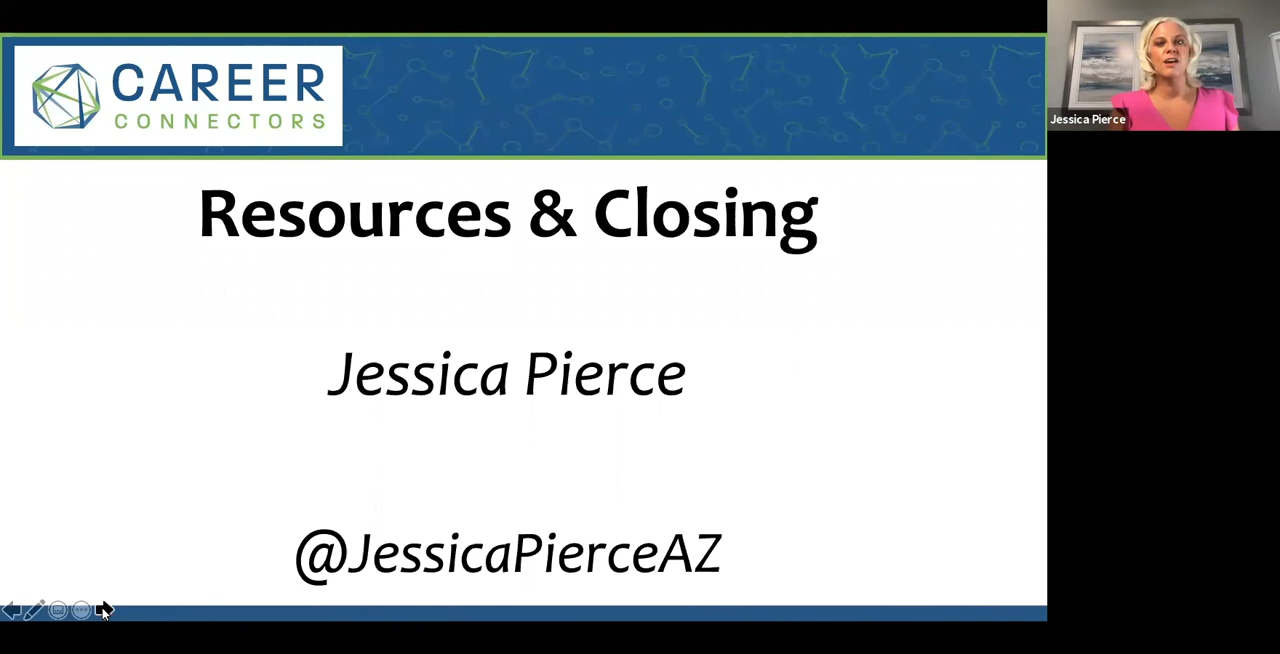 CAREER
CONNECTORS
Jessica Pierce
Resources & Closing
Jessica Pierce
@JessicaPierceAZ